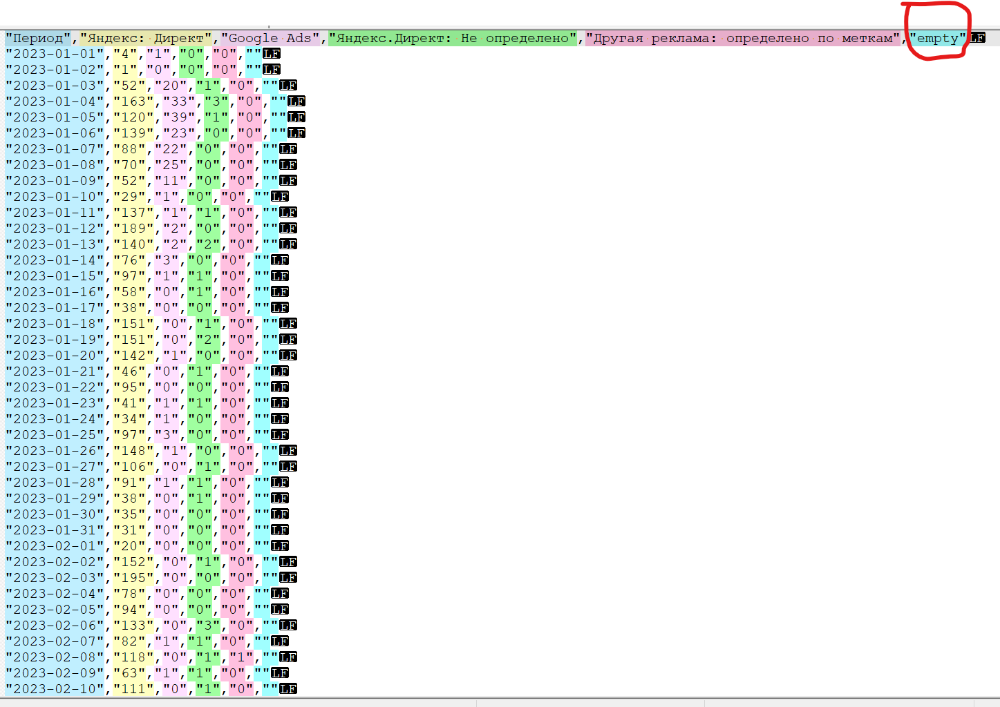 "Период","Яндекс: Директ","Google Ads","Яндекс.Директ: Не определено","Другая реклама: определено по меткам","empty"LF
"2023-01-01","4","1","0","0",""LF
"2023-01-02","1","0","0","0",""LF
"2023-01-03","52","20","1","0",""LF
"2023-01-04","163","33","3","0",""LF
"2023-01-05","120","39","1","0",""LF
"2023-01-06","139","23","0","0",""LF
"2023-01-07","88","22","0","0",""LF
"2023-01-08","70","25","0","0",""LF
"2023-01-09","52","11","0","0",""LF
"2023-01-10","29","1","0","0",""LF
"2023-01-11","137","1","1","0",""LF
"2023-01-12","189","2","0","0",""LF
"2023-01-13","140","2","2","0",""LF
"2023-01-14","76","3","0","0",""LF
"2023-01-15","97","1","1","0",""LF
"2023-01-16","58","0","1","0",""LF
"2023-01-17","38","0","0","0",""LF
"2023-01-18","151","0","1","0",""LF
"2023-01-19","151","0","2","0",""LF
"2023-01-20","142","1","0","0",""LF
"2023-01-21","46","0","1","0",""LF
"2023-01-22","95","0","0","0",""LF
"2023-01-23","41","1","1","0",""LF
"2023-01-24","34","1","0","0",""LF
"2023-01-25","97","3","0","0",""LF
"2023-01-26","148","1","0","0",""LF
"2023-01-27","106","0","1","0",""LF
"2023-01-28","91","1","1","0",""LF
"2023-01-29","38","0","1","0",""LF
"2023-01-30","35","0","0","0",""LF
"2023-01-31","31","0","0","0",""LF
"2023-02-01","20","0","0","0",""LF
"2023-02-02","152","0","1","0",""LF
"2023-02-03","195","0","0","0",""LF
"2023-02-04","78","0","0","0",""LF
"2023-02-05","94","0","0","0",""LF
"2023-02-06","133","0","3","0",""LF
"2023-02-07","82","1","1","0",""LF
"2023-02-08","118","0","1","1",""LF
"2023-02-09","63","1","1","0",""LF
"2023-02-10","111","0","1","0",""LF